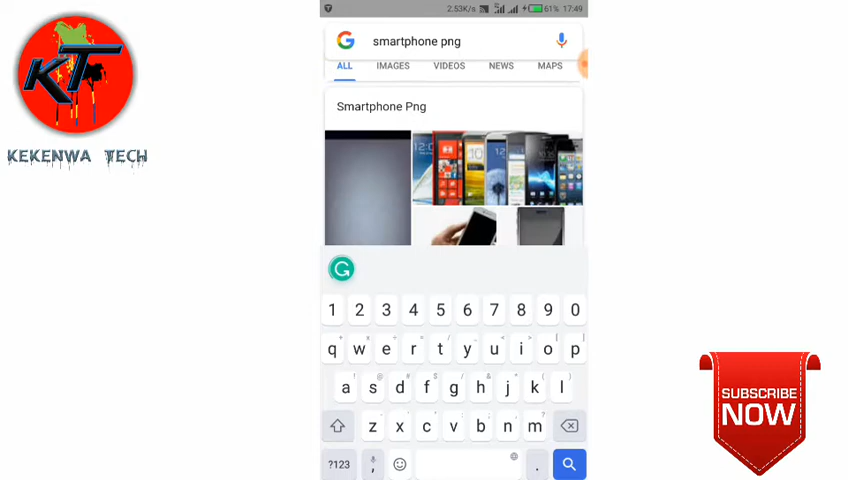 KT
KEKENWA TECH
2.53K/s 61% 17:49
smartphone png
ALL IMAGES VIDEOS NEWS MAPS
Smartphone Png
1 2 3 4 5 6 7 8 9 0
q w e r t y u i o p
a s d f g h j k l
z x c v b n m
?123 , .
SUBSCRIBE
NOW